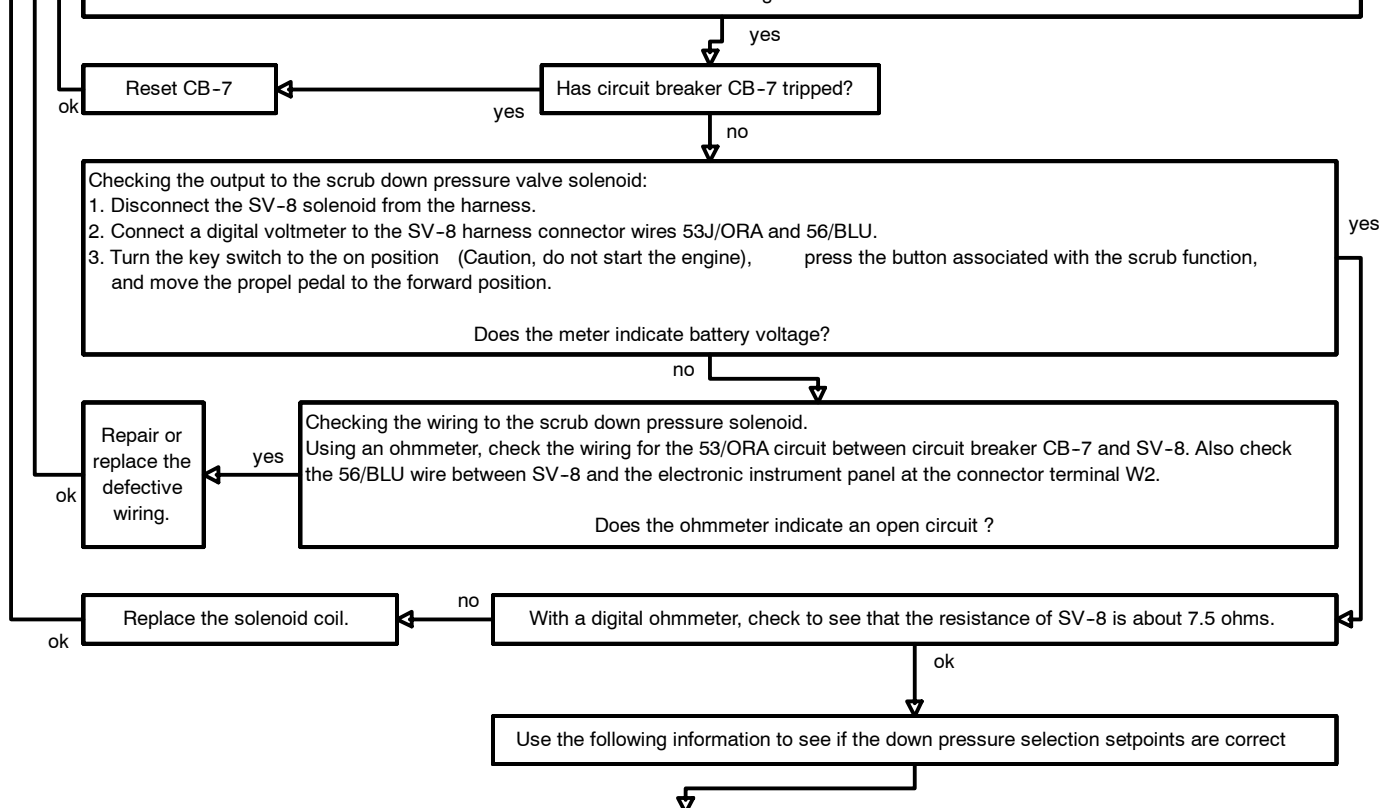 yes
Reset CB-7
Has circuit breaker CB-7 tripped?
ok
yes
no
Checking the output to the scrub down pressure valve solenoid:
1. Disconnect the SV-8 solenoid from the harness.
2. Connect a digital voltmeter to the SV-8 harness connector wires 53J/ORA and 56/BLU.
3. Turn the key switch to the on position (Caution, do not start the engine), press the button associated with the scrub function,
and move the propel pedal to the forward position.
Does the meter indicate battery voltage?
yes
no
Checking the wiring to the scrub down pressure solenoid.
Using an ohmmeter, check the wiring for the 53/ORA circuit between circuit breaker CB-7 and SV-8. Also check
the 56/BLU wire between SV-8 and the electronic instrument panel at the connector terminal W2.
Does the ohmmeter indicate an open circuit ?
yes
Repair or
replace the
defective
wiring.
ok
With a digital ohmmeter, check to see that the resistance of SV-8 is about 7.5 ohms.
no
Replace the solenoid coil.
ok
ok
Use the following information to see if the down pressure selection setpoints are correct